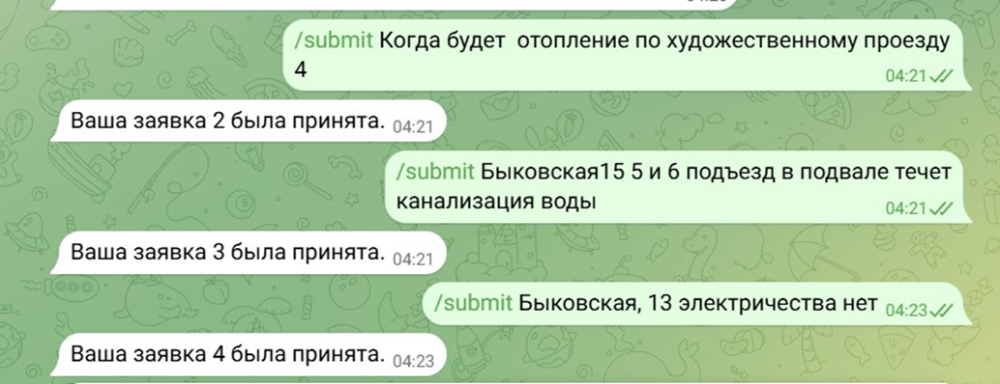 /submit Когда будет отопление по художественному проезду
4
04:21
Ваша заявка 2 была принята. 04:21
/submit Быковская15 5 и 6 подъезд в подвале течет
канализация воды
04:21
Ваша заявка 3 была принята. 04:21
/submit Быковская, 13 электричества нет 04:23
Ваша заявка 4 была принята. 04:23